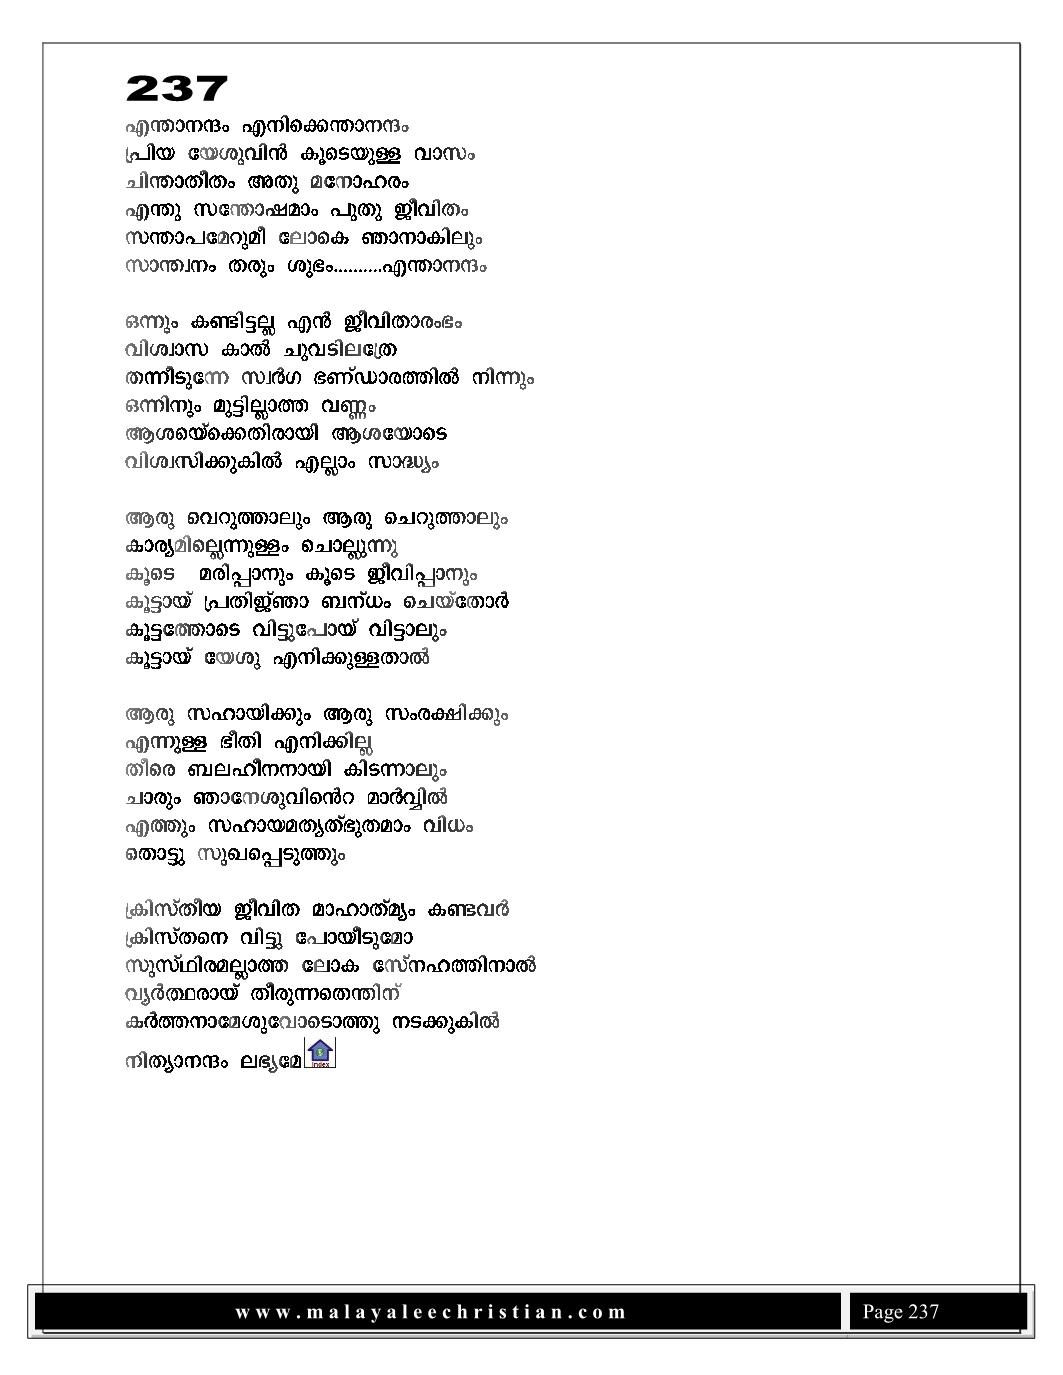 237
എന്താനന്ദം എനിക്കെന്താനന്ദം
പ്രിയ യേശുവിൻ കൂടെയുള്ള വാസം
ചിന്താതീതം അതു മനോഹരം
എന്തു സന്തോഷമാം പുതു ജീവിതം
സന്താപമേറുമീ ലോകെ ഞാനാകിലും
സാന്ത്വനം തരും ശുഭം..........എന്താനന്ദം
ഒന്നും കണ്ടിട്ടല്ല എൻ ജീവിതാരംഭം
വിശ്വാസ കാൽ ചുവടിലത്രേ
തന്നീടുന്നേ സ്വർഗ ഭണ്ഡാരത്തിൽ നിന്നും
ഒന്നിനും മുട്ടില്ലാത്ത വണ്ണം
ആശയ്ക്കെതിരായി ആശയോടെ
വിശ്വസിക്കുകിൽ എല്ലാം സാദ്ധ്യം
ആരു വെറുത്താലും ആരു ചെറുത്താലും
കാര്യമില്ലെന്നുള്ളം ചൊല്ലുന്നു
കൂടെ മരിപ്പാനും കൂടെ ജീവിപ്പാനും
കൂട്ടായ് പ്രതിജ്ഞാ ബന്ധം ചെയ്തോർ
കൂട്ടത്തോടെ വിട്ടുപോയ് വിട്ടാലും
കൂട്ടായ് യേശു എനിക്കുള്ളതാൽ
ആരു സഹായിക്കും ആരു സംരക്ഷിക്കും
എന്നുള്ള ഭീതി എനിക്കില്ല
തീരെ ബലഹീനനായി കിടന്നാലും
ചാരും ഞാനേശുവിൻെറ മാർവ്വിൽ
എത്തും സഹായമത്യത്ഭുതമാം വിധം
തൊട്ടു സുഖപ്പെടുത്തും
ക്രിസ്തീയ ജീവിത മാഹാത്മ്യം കണ്ടവർ
ക്രിസ്തനെ വിട്ടു പോയീടുമോ
സുസ്ഥിരമല്ലാത്ത ലോക സ്നേഹത്തിനാൽ
വ്യർത്ഥരായ് തീരുന്നതെന്തിന്
കർത്തനാമേശുവോടൊത്തു നടക്കുകിൽ
നിത്യാനന്ദം ലഭ്യമേ Index
www.malayaleechristian.com Page 237